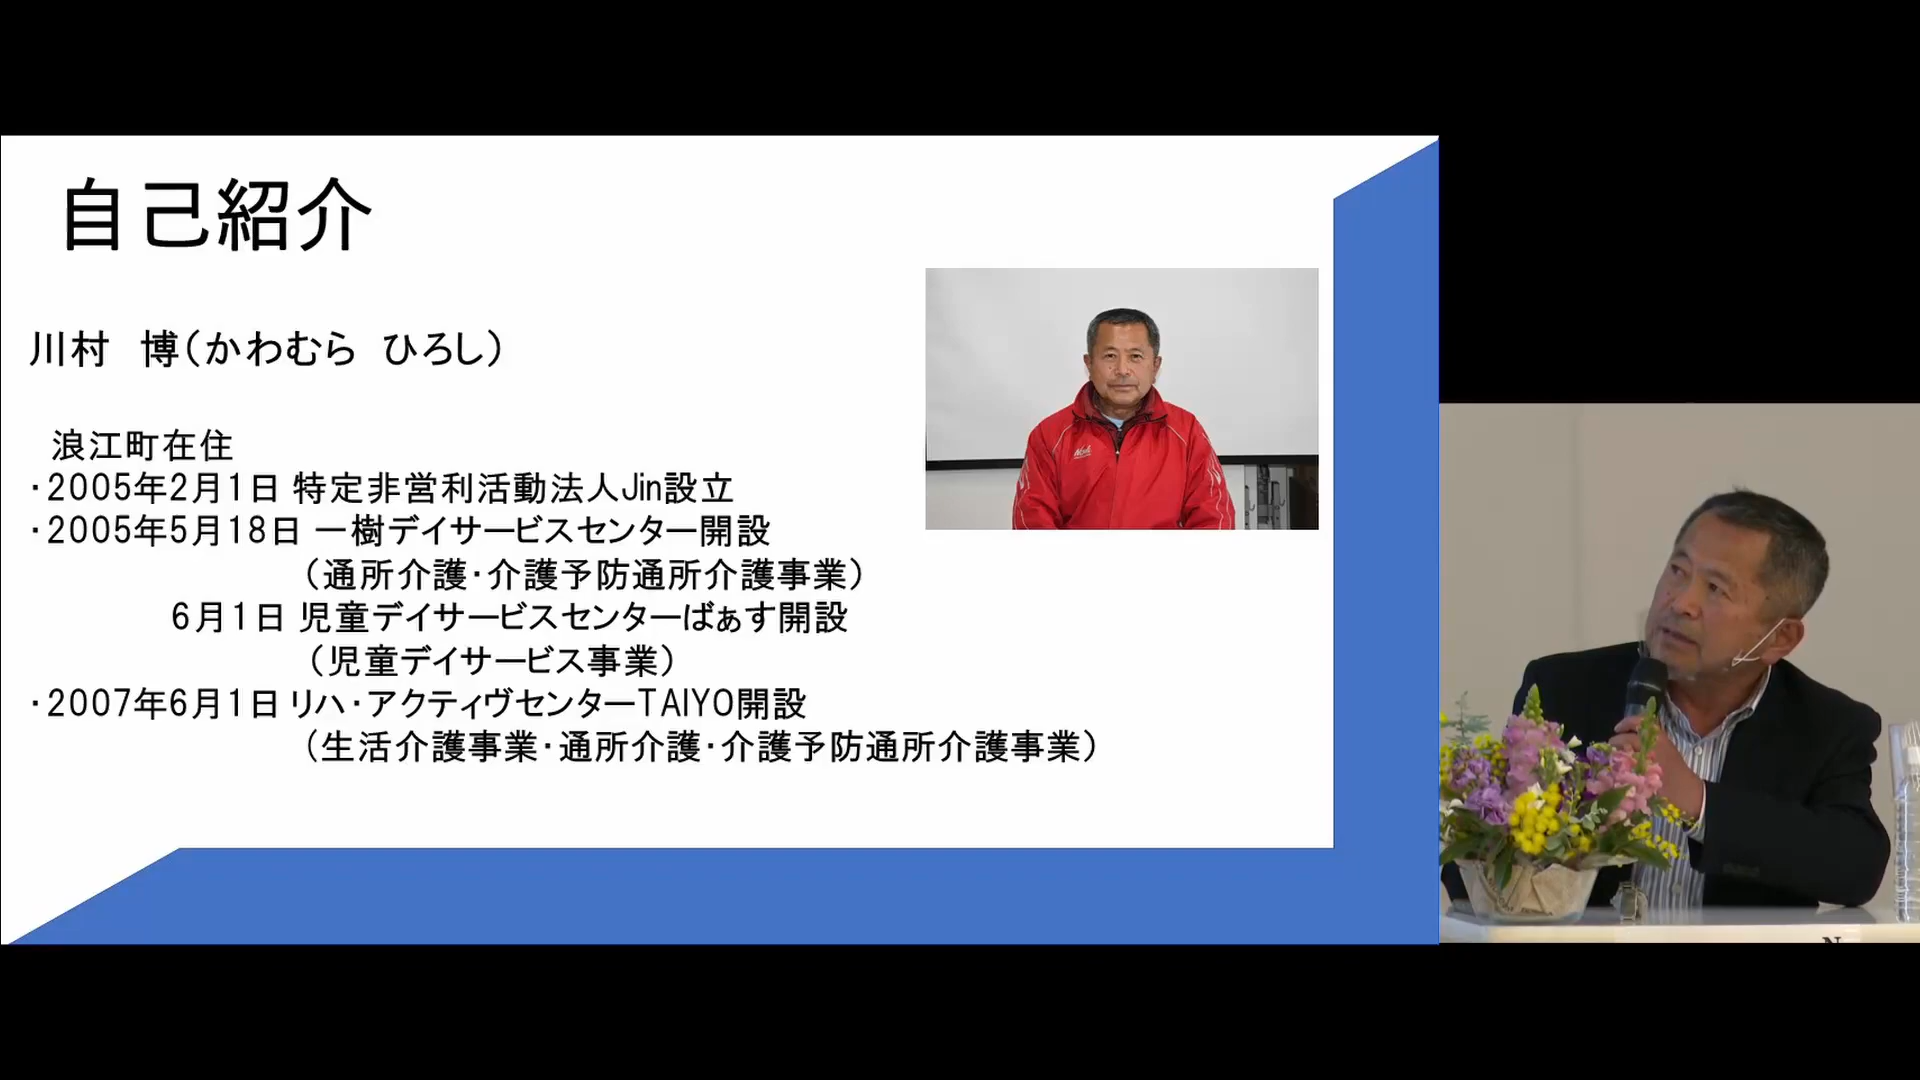 自己紹介
川村　博（かわむら　ひろし）
浪江町在住
・2005年2月1日 特定非営利活動法人Jin設立
・2005年5月18日 一樹デイサービスセンター開設
（通所介護・介護予防通所介護事業）
6月1日 児童デイサービスセンターばぁす開設
（児童デイサービス事業）
・2007年6月1日 リハ・アクティヴセンターTAIYO開設
（生活介護事業・通所介護・介護予防通所介護事業）
N